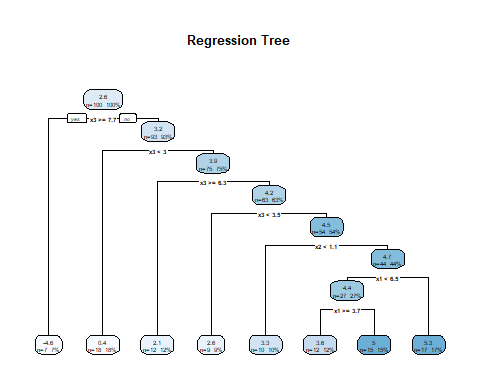 Regression Tree
2.6
n=100 100%
yes x3 >= 7.7 no
3.2
n=93 93%
x3 < 3
3.9
n=75 75%
x3 >= 6.3
4.2
n=63 63%
x3 < 3.5
4.5
n=54 54%
x2 < 1.1
4.7
n=44 44%
x1 < 6.5
4.4
n=27 27%
x1 >= 3.7
-4.6
n=7 7%
0.4
n=18 18%
2.1
n=12 12%
2.6
n=9 9%
3.3
n=10 10%
3.6
n=12 12%
5
n=15 15%
5.3
n=17 17%